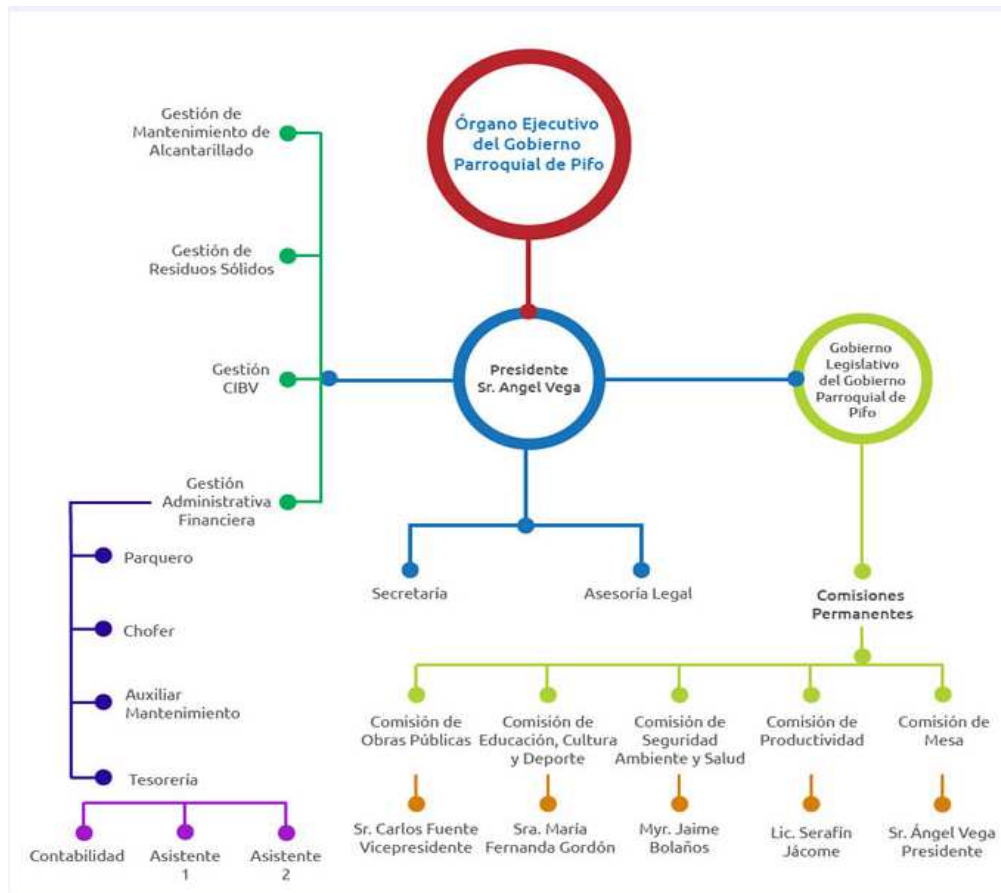 Órgano Ejecutivo
del Gobierno
Parroquial de Pifo
Gestión de
Mantenimiento de
Alcantarillado
Gestión de
Residuos Sólidos
Gestión
CIBV
Gestión
Administrativa
Financiera
Presidente
Sr. Angel Vega
Gobierno
Legislativo
del Gobierno
Parroquial de
Pifo
Parquero
Chofer
Auxiliar
Mantenimiento
Tesorería
Contabilidad
Asistente
1
Asistente
2
Secretaría
Asesoría Legal
Comisiones
Permanentes
Comisión de
Obras Públicas
Comisión de
Educación, Cultura
y Deporte
Comisión de
Seguridad
Ambiente y Salud
Comisión de
Productividad
Comisión de
Mesa
Sr. Carlos Fuente
Vicepresidente
Sra. María
Fernanda Gordón
Myr. Jaime
Bolaños
Lic. Serafín
Jácome
Sr. Ángel Vega
Presidente